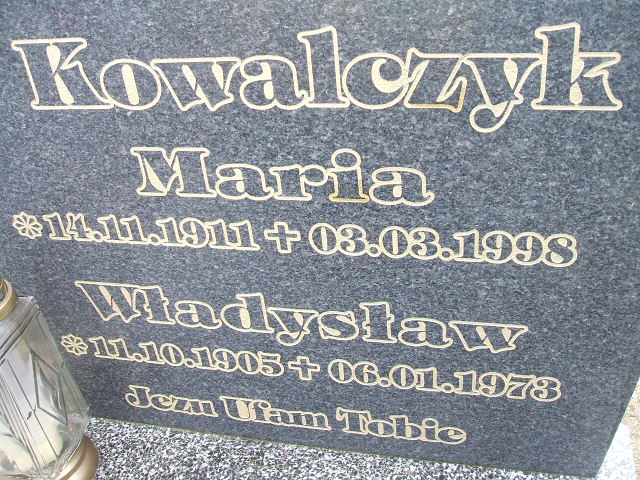 Kowalczyk
Maria
* 14.11.1911 + 03.03.1998
Władysław
* 11.10.1905 + 06.01.1973
Jezu Ufam Tobie